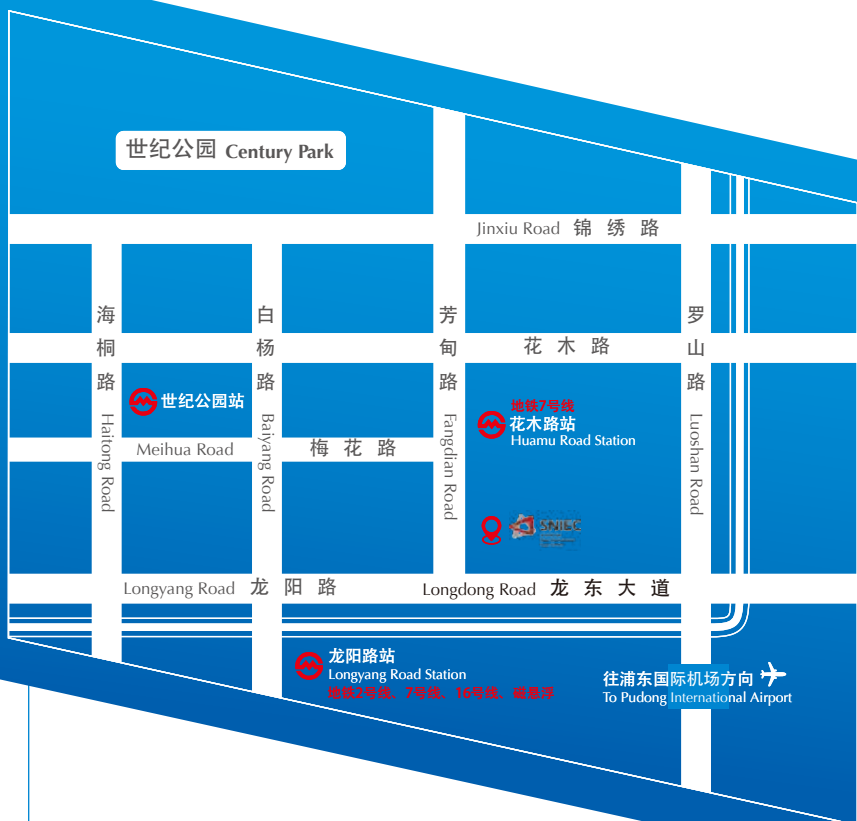 世纪公园 Century Park
Jinxiu Road 锦绣路
海桐路 Haitong Road
白杨路 Baiyang Road
芳甸路 Fangdian Road
罗山路 Luoshan Road
花木路
世纪公园站
地铁7号线
花木路站
Huamu Road Station
Meihua Road 梅花路
SNIEC
Longyang Road 龙阳路
Longdong Road 龙东大道
龙阳路站
Longyang Road Station
地铁2号线、7号线、16号线、磁悬浮
往浦东国际机场方向
To Pudong International Airport